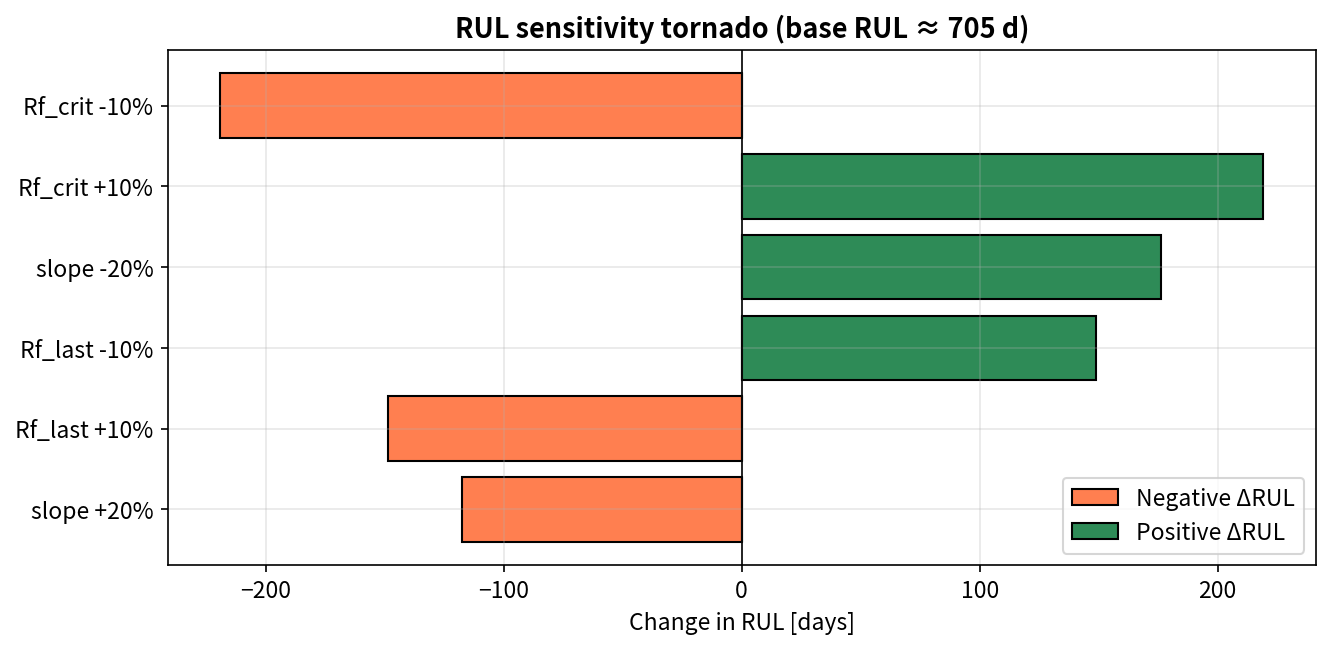 RUL sensitivity tornado (base RUL ≈ 705 d)
Rf_crit -10%
Rf_crit +10%
slope -20%
Rf_last -10%
Rf_last +10%
slope +20%
Negative ΔRUL
Positive ΔRUL
−200 −100 0 100 200
Change in RUL [days]